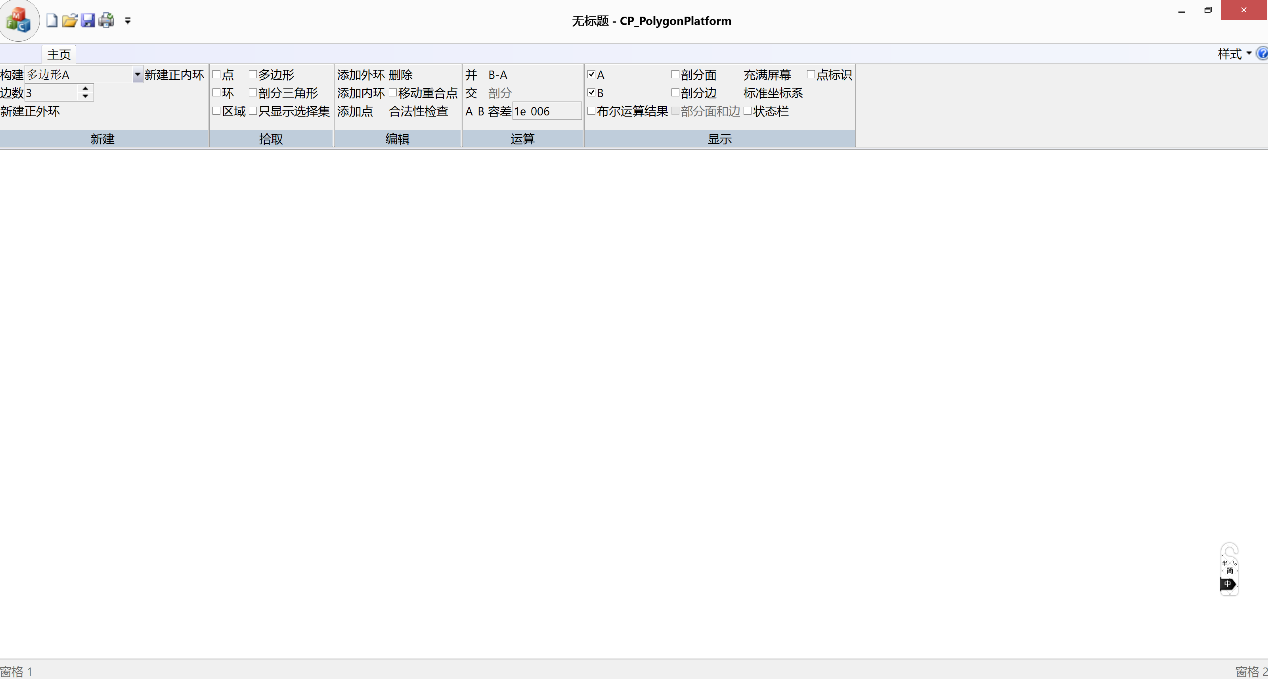 无标题 - CP_PolygonPlatform
主页
样式
构建 多边形A 新建正内环
边数 3
新建正外环
新建
点 多边形
环 剖分三角形
区域 只显示选择集
拾取
添加外环 删除
添加内环 移动重合点
添加点 合法性检查
编辑
并 B-A
交 剖分
A B 容差 1e 006
运算
A 剖分面 充满屏幕 点标识
B 剖分边 标准坐标系
布尔运算结果 部分面和边 状态栏
显示
简
中
窗格 1
窗格 2